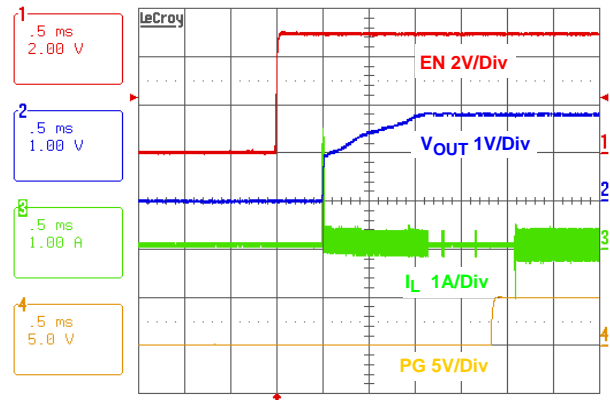 1
.5 ms
2.00 V
2
.5 ms
1.00 V
3
.5 ms
1.00 A
4
.5 ms
5.0 V
LeCroy
EN 2V/Div
VOUT 1V/Div
IL 1A/Div
PG 5V/Div
1
2
3
4